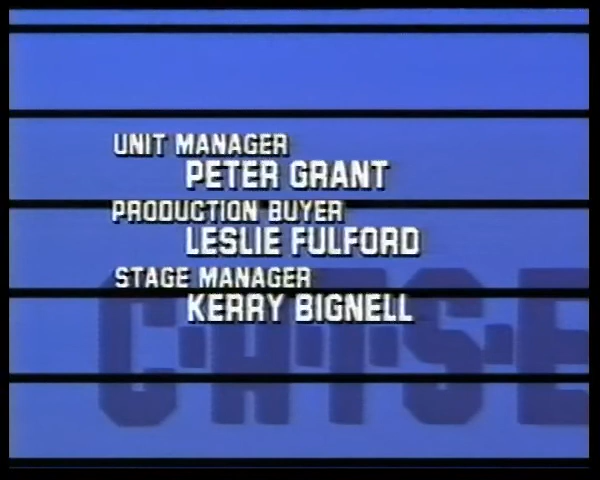 UNIT MANAGER
PETER GRANT
PRODUCTION BUYER
LESLIE FULFORD
STAGE MANAGER
KERRY BIGNELL
C·A·T·S·E